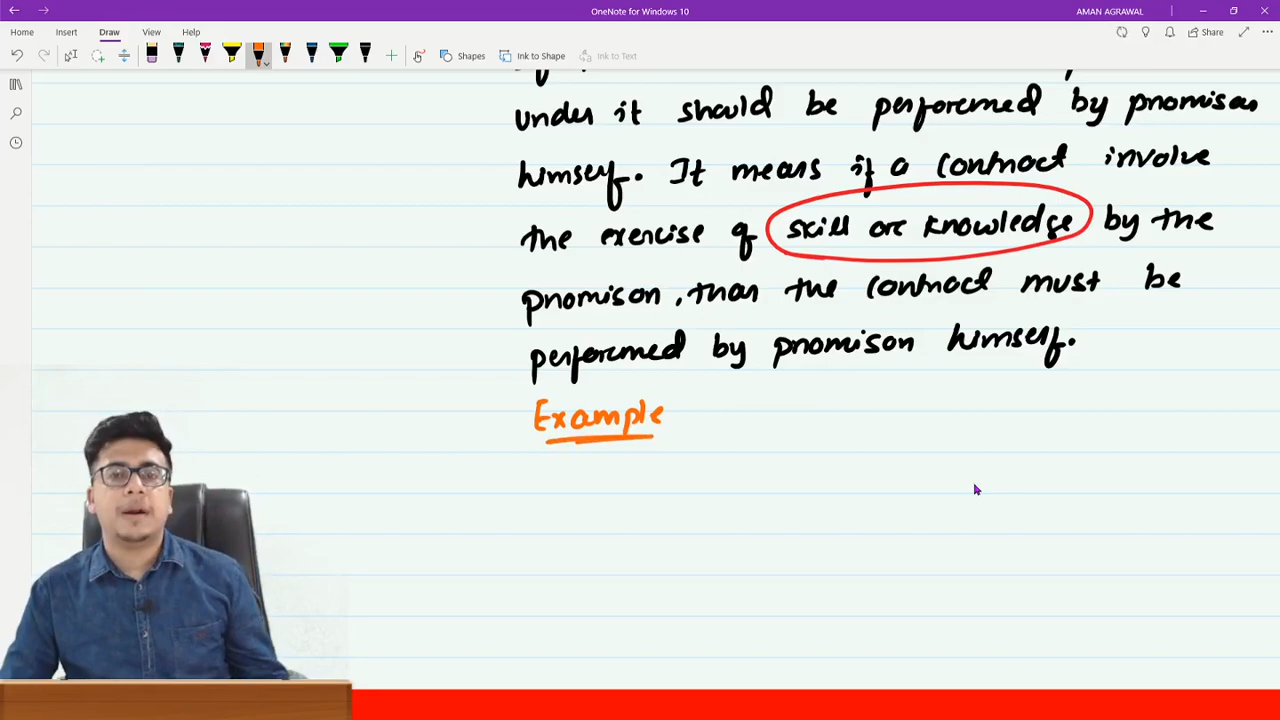 OneNote for Windows 10
AMAN AGRAWAL
Home Insert Draw View Help
Share
Shapes Ink to Shape Ink to Text
under it should be performed by promisor
himself. It means if a contract involve
the exercise of skill or knowledge by the
promison, than the contract must be
performed by promison himself.
Example